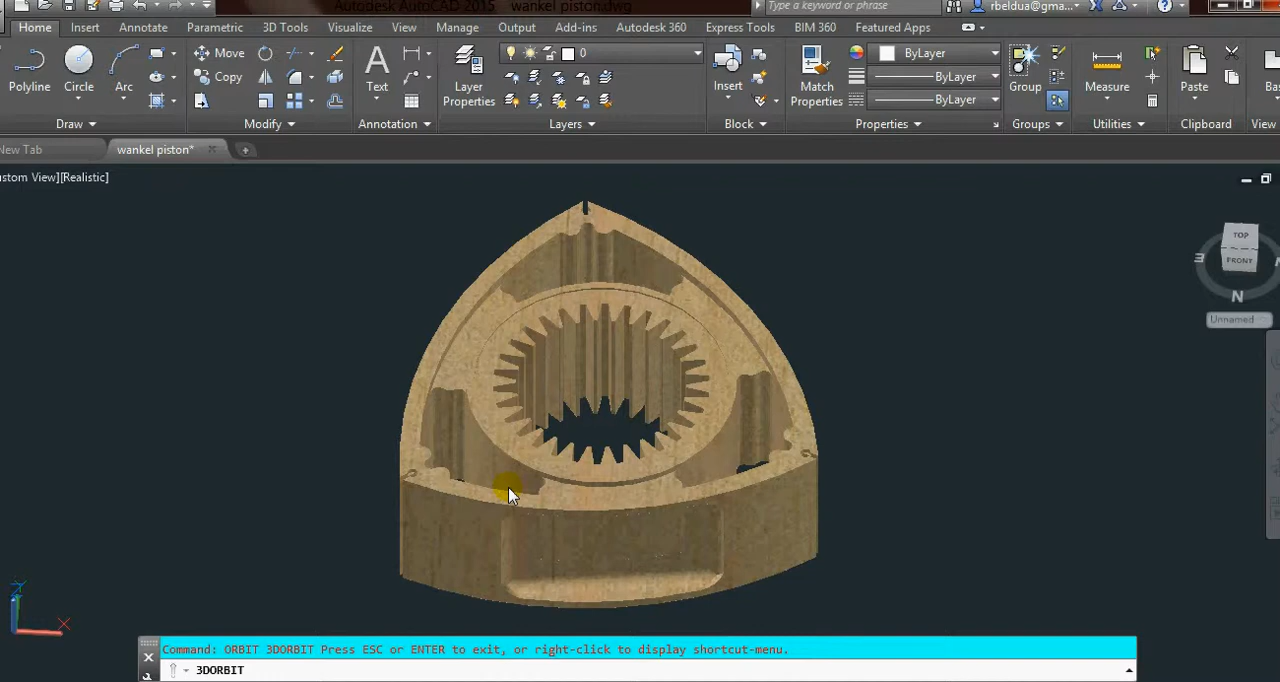 Autodesk AutoCAD 2015 wankel piston.dwg
Type a keyword or phrase
rbeldua@gma...
Home Insert Annotate Parametric 3D Tools Visualize View Manage Output Add-ins Autodesk 360 Express Tools BIM 360 Featured Apps
Polyline
Circle
Arc
Move
Copy
Text
Layer
Properties
0
Insert
Match
Properties
ByLayer
ByLayer
ByLayer
Group
Measure
Paste
Bas
Draw Modify Annotation Layers Block Properties Groups Utilities Clipboard View
New Tab
wankel piston*
ustom View][Realistic]
TOP
FRONT
N
Unnamed
X
Command: ORBIT 3DORBIT Press ESC or ENTER to exit, or right-click to display shortcut-menu.
3DORBIT